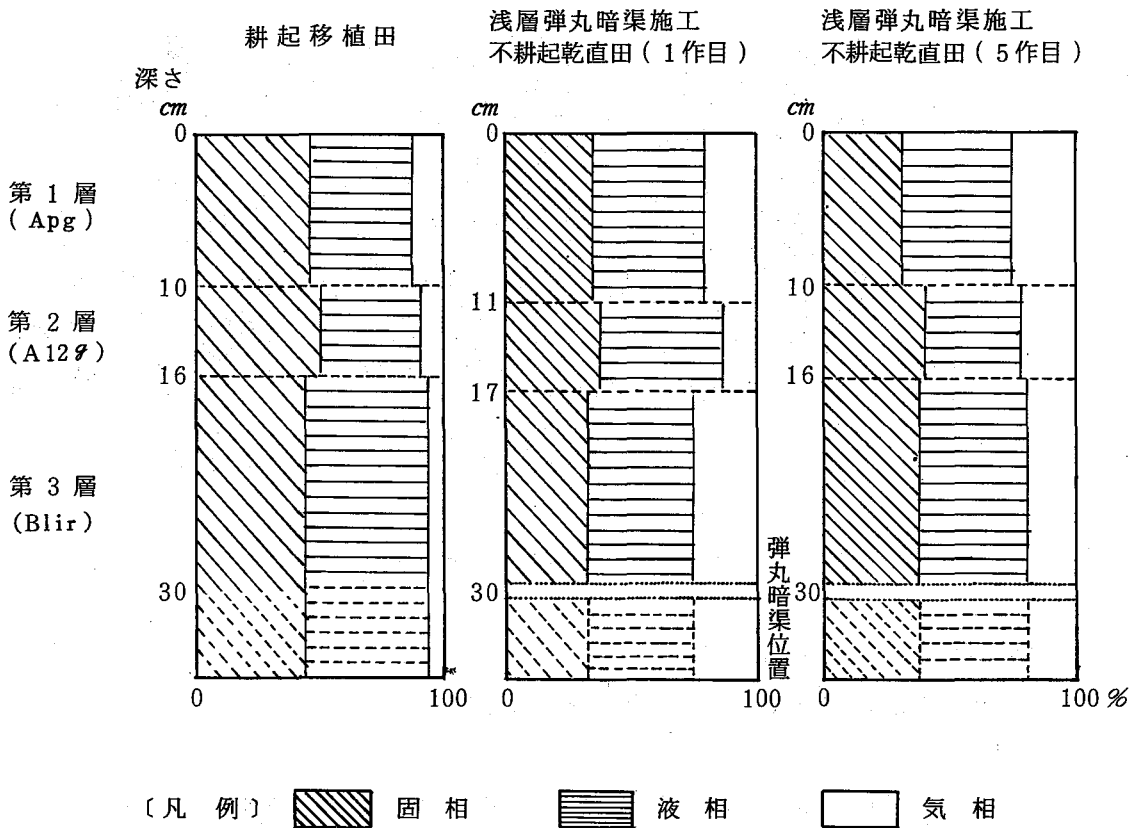 耕起移植田
浅層弾丸暗渠施工
不耕起乾直田(1作目)
浅層弾丸暗渠施工
不耕起乾直田(5作目)
深さ
cm
cm
cm
0
0
0
第1層
(Apg)
10
11
10
第2層
(A12g)
16
17
16
第3層
(Blir)
30
30
30
弾丸暗渠位置
0
100
0
100
0
100 %
〔凡例〕
固相
液相
気相